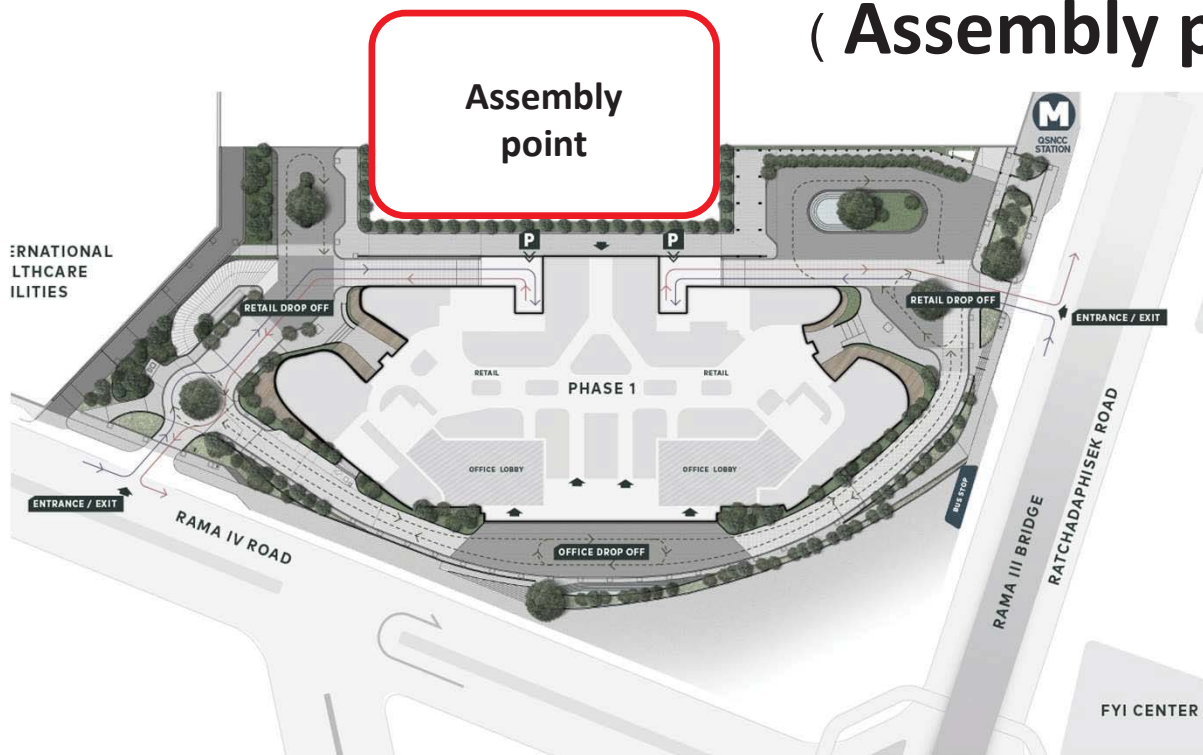 ( Assembly p
Assembly
point
M
QSNCC
STATION
P
P
ERNATIONAL
LTHCARE
ILITIES
RETAIL DROP OFF
RETAIL DROP OFF
ENTRANCE / EXIT
RETAIL
RETAIL
PHASE 1
OFFICE LOBBY
OFFICE LOBBY
BUS STOP
ENTRANCE / EXIT
RAMA IV ROAD
OFFICE DROP OFF
RAMA III BRIDGE
RATCHADAPHISEK ROAD
FYI CENTER